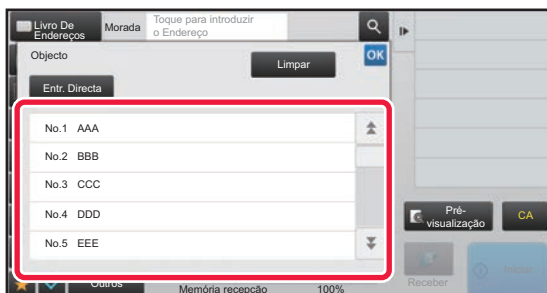 Livro De
Endereços
Morada
Toque para introduzir
o Endereço
Objecto
Limpar
OK
Entr. Directa
No.1 AAA
No.2 BBB
No.3 CCC
No.4 DDD
No.5 EEE
Pré-
visualização
CA
Outros
Memória recepção 100%
Receber
Iniciar